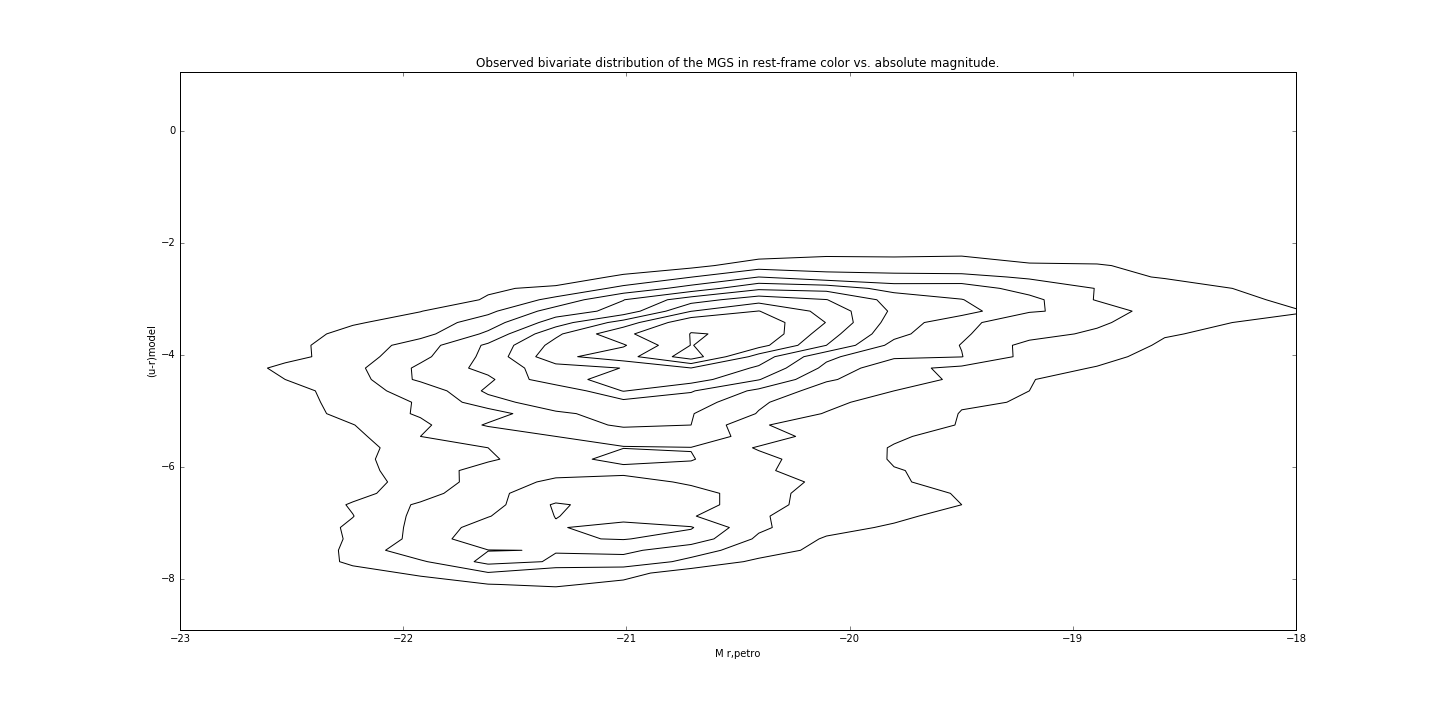 Observed bivariate distribution of the MGS in rest-frame color vs. absolute magnitude.
0
−2
−4
−6
−8
(u-r)model
−23 −22 −21 −20 −19 −18
M r,petro